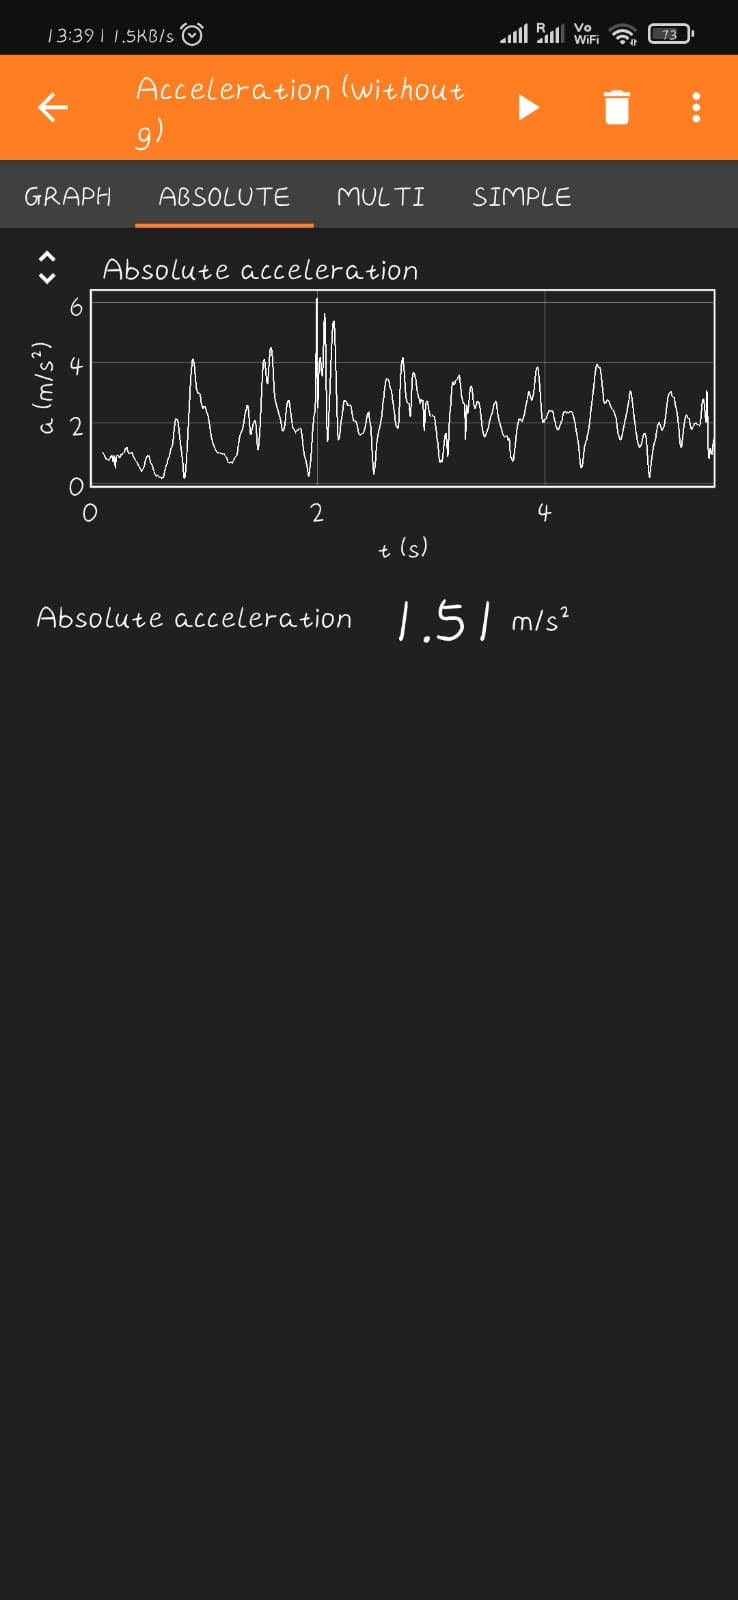 13:39 | 1.5KB/s
R
Vo
WiFi
73
Acceleration (without
g)
GRAPH ABSOLUTE MULTI SIMPLE
Absolute acceleration
a (m/s²)
6
4
2
0
0 2 4
t (s)
Absolute acceleration 1.51 m/s²